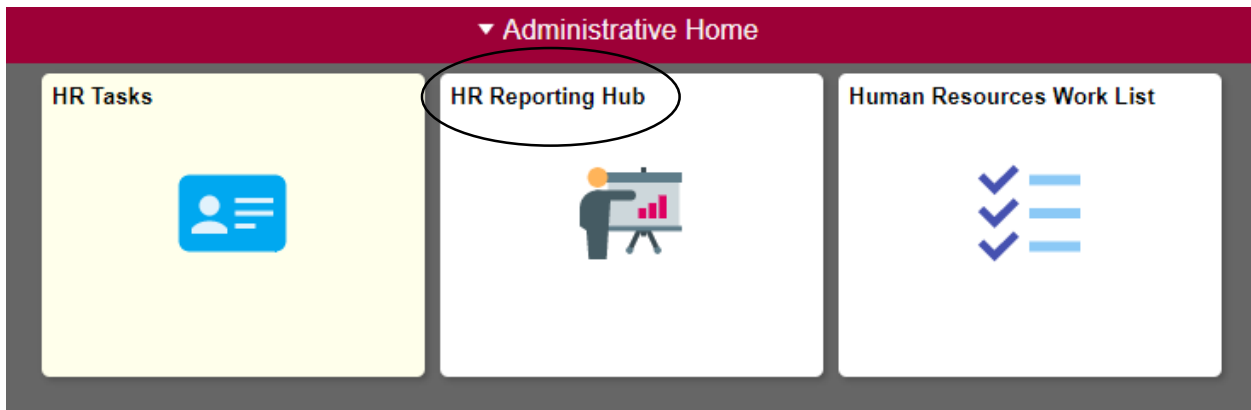 Administrative Home
HR Tasks
HR Reporting Hub
Human Resources Work List